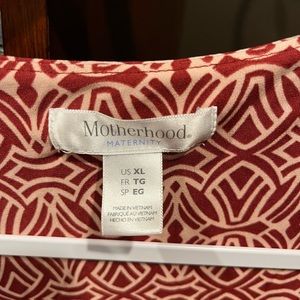 Motherhood
MATERNITY
US XL
FR TG
SP EG
MADE IN VIETNAM
FABRIQUÉ AU VIETNAM
HECHO EN VIETNAM